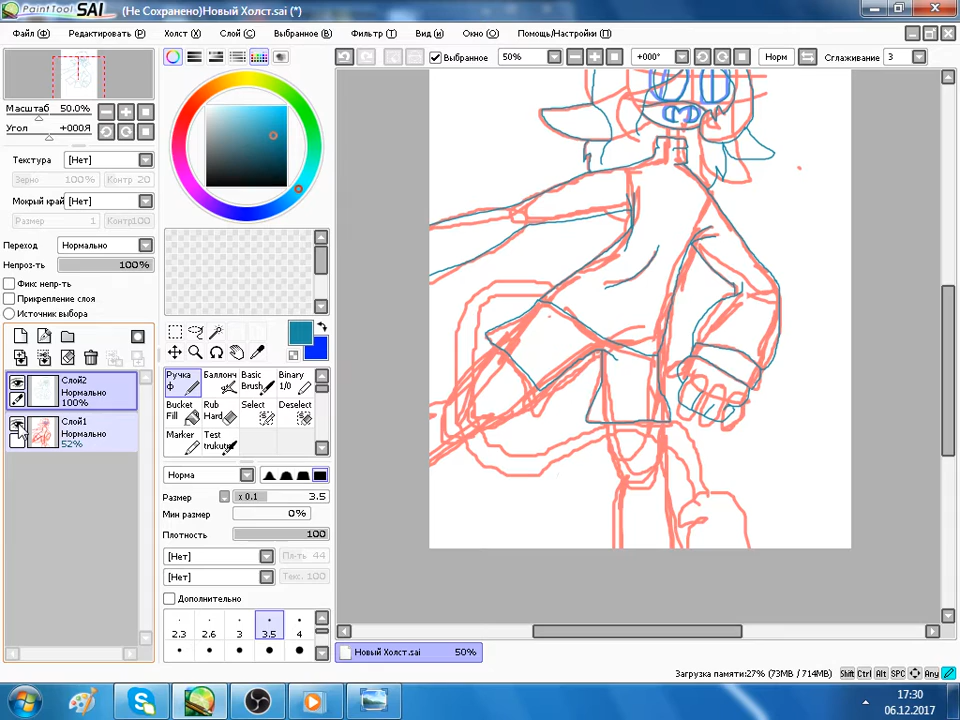 PaintTool SAI (Не Сохранено)Новый Холст.sai (*)
Файл (Ф) Редактировать (Р) Холст (X) Слой (C) Выбранное (B) Фильтр (T) Вид (и) Окно (O) Помощь/Настройки (П)
Выбранное 50% +000° Норм Сглаживание 3
Масштаб 50.0%
Угол +000Я
Текстура [Нет]
Зерно 100% Контр 20
Мокрый край [Нет]
Размер 1 Контр100
Переход Нормально
Непроз-ть 100%
Фикс непр-ть
Прикрепление слоя
Источник выбора
Слой2
Нормально
100%
Слой1
Нормально
52%
Ручка ф Баллонч Basic Brush Binary 1/0
Bucket Fill Rub Hard Select Deselect
Marker Test trukutru
Норма
Размер x 0.1 3.5
Мин размер 0%
Плотность 100
[Нет] Пл-ть 44
[Нет] Текс. 100
Дополнительно
2.3 2.6 3 3.5 4
Новый Холст.sai 50%
Загрузка памяти:27% (73MB / 714MB) Shift Ctrl Alt SPC Any
17:30
06.12.2017